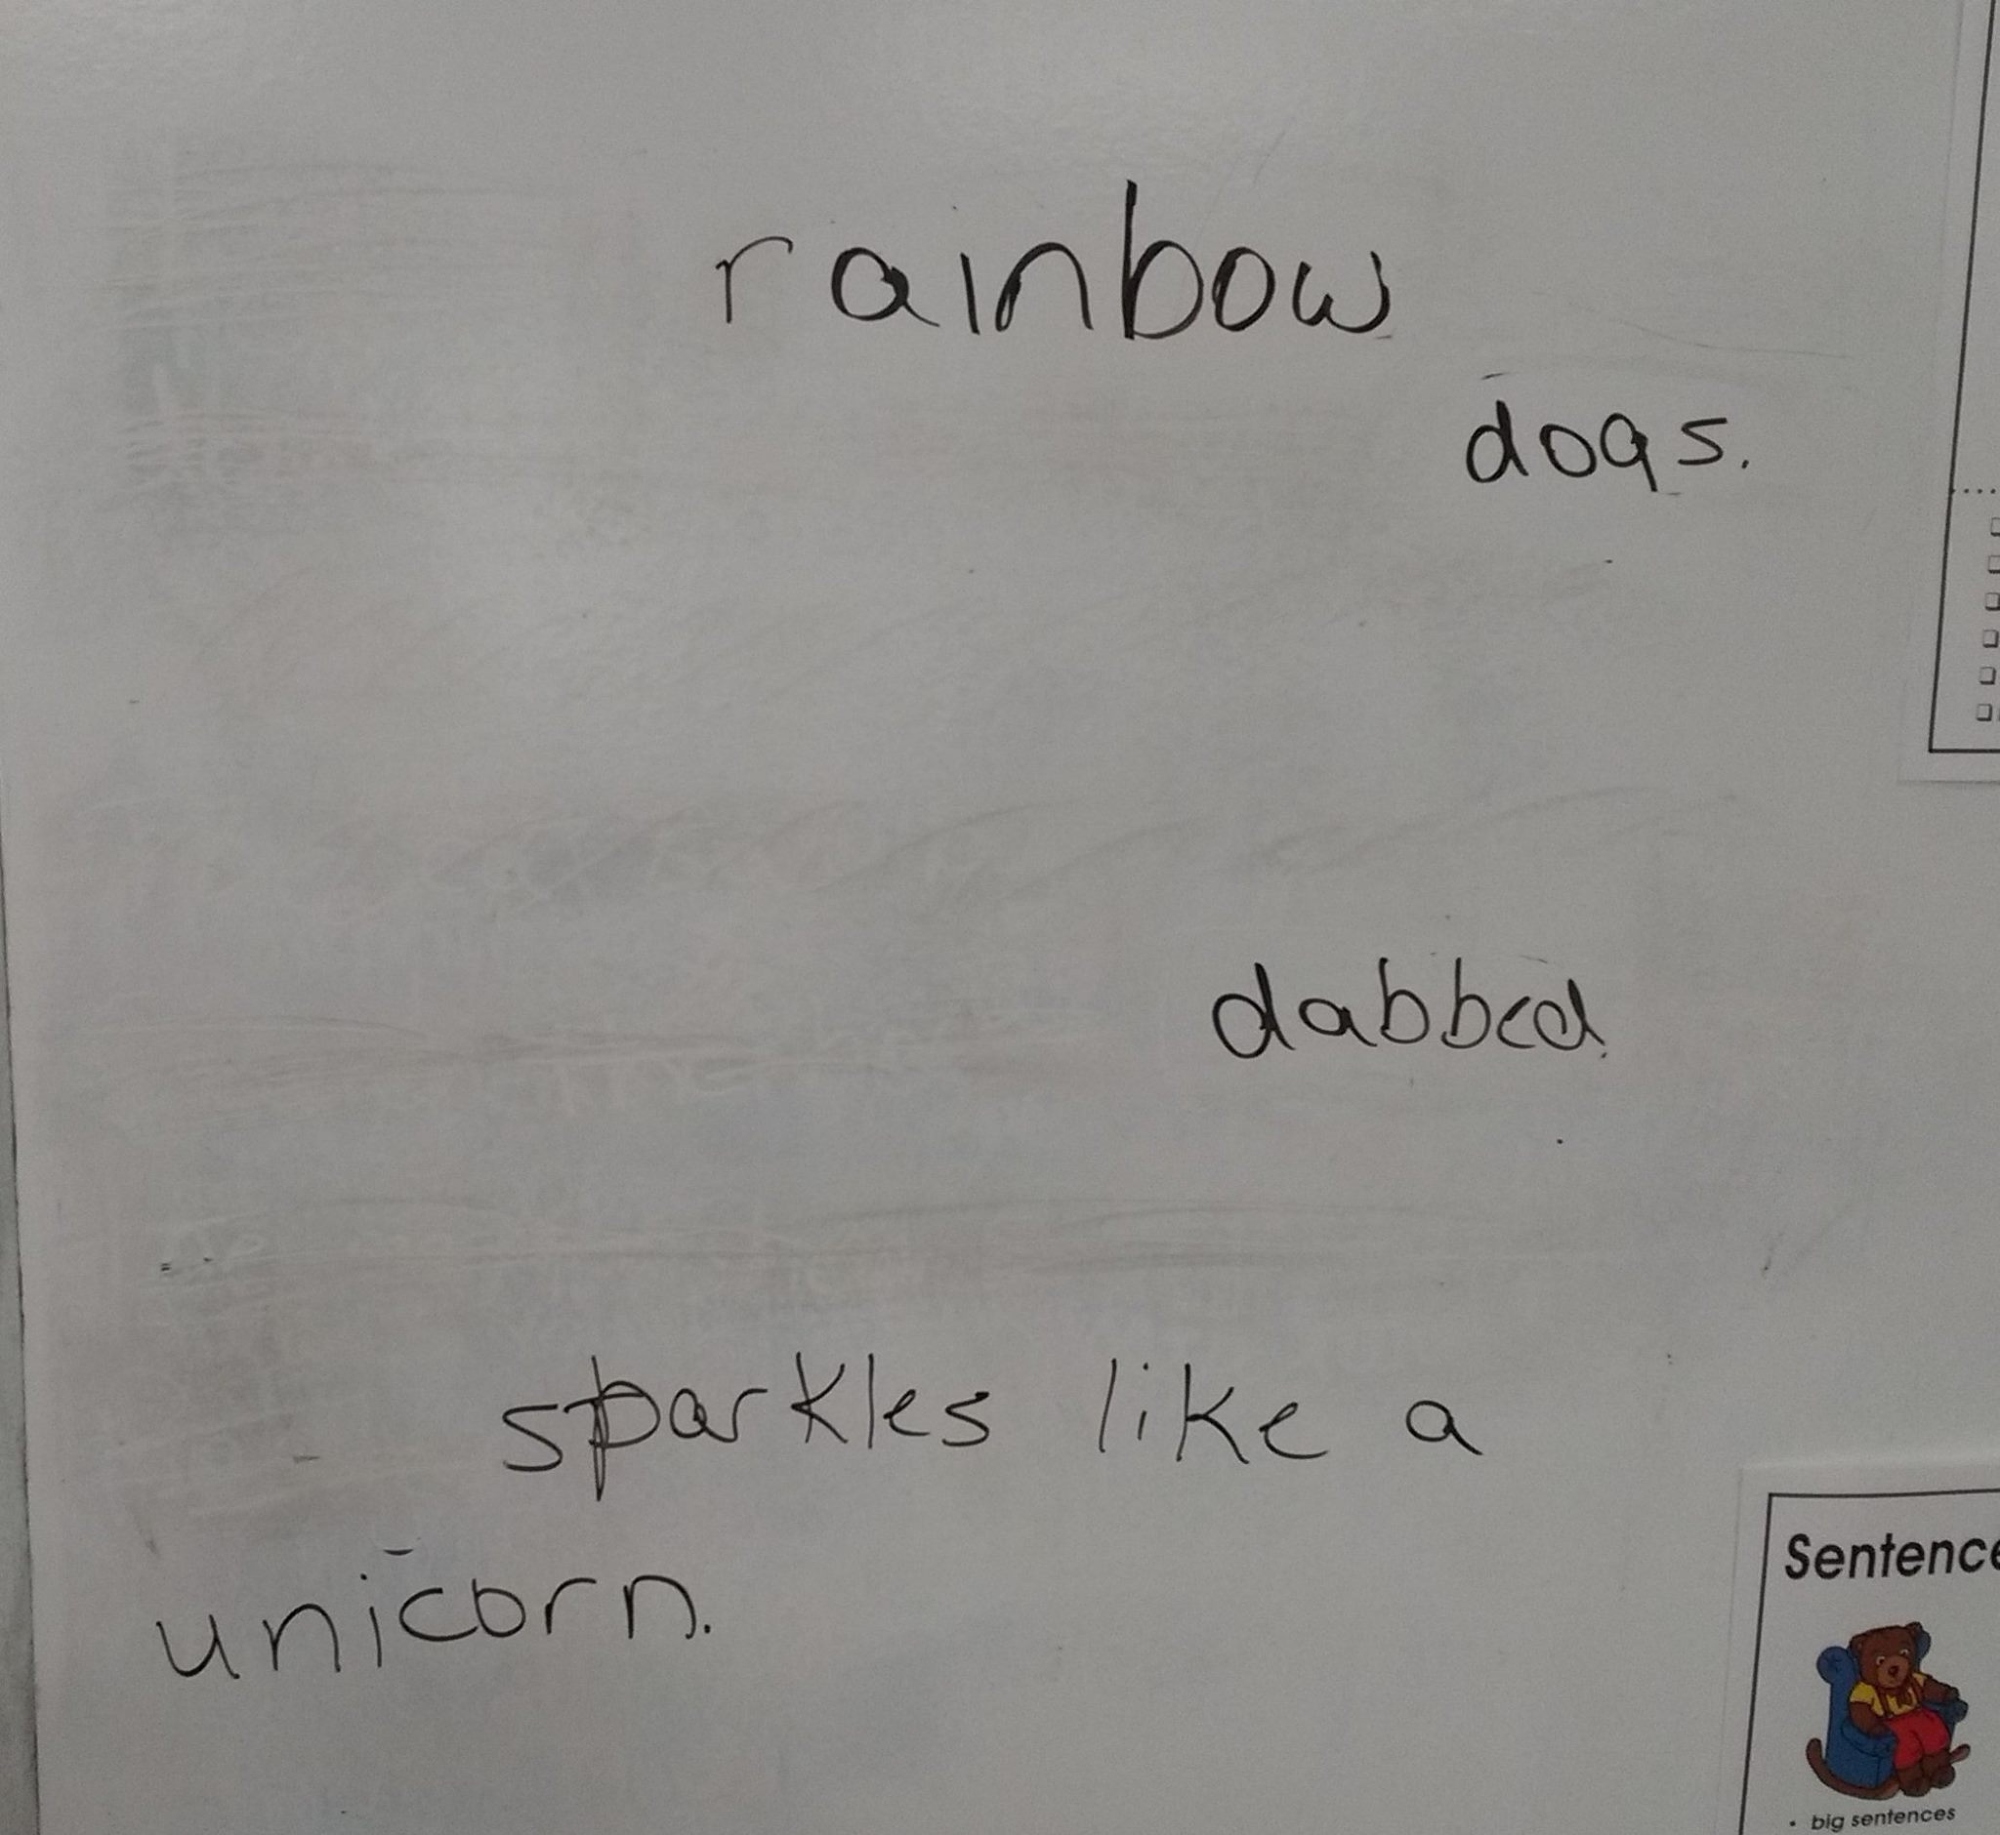 rainbow
dogs.
dabbed
sparkles like a
unicorn.
Sentence
• big sentences